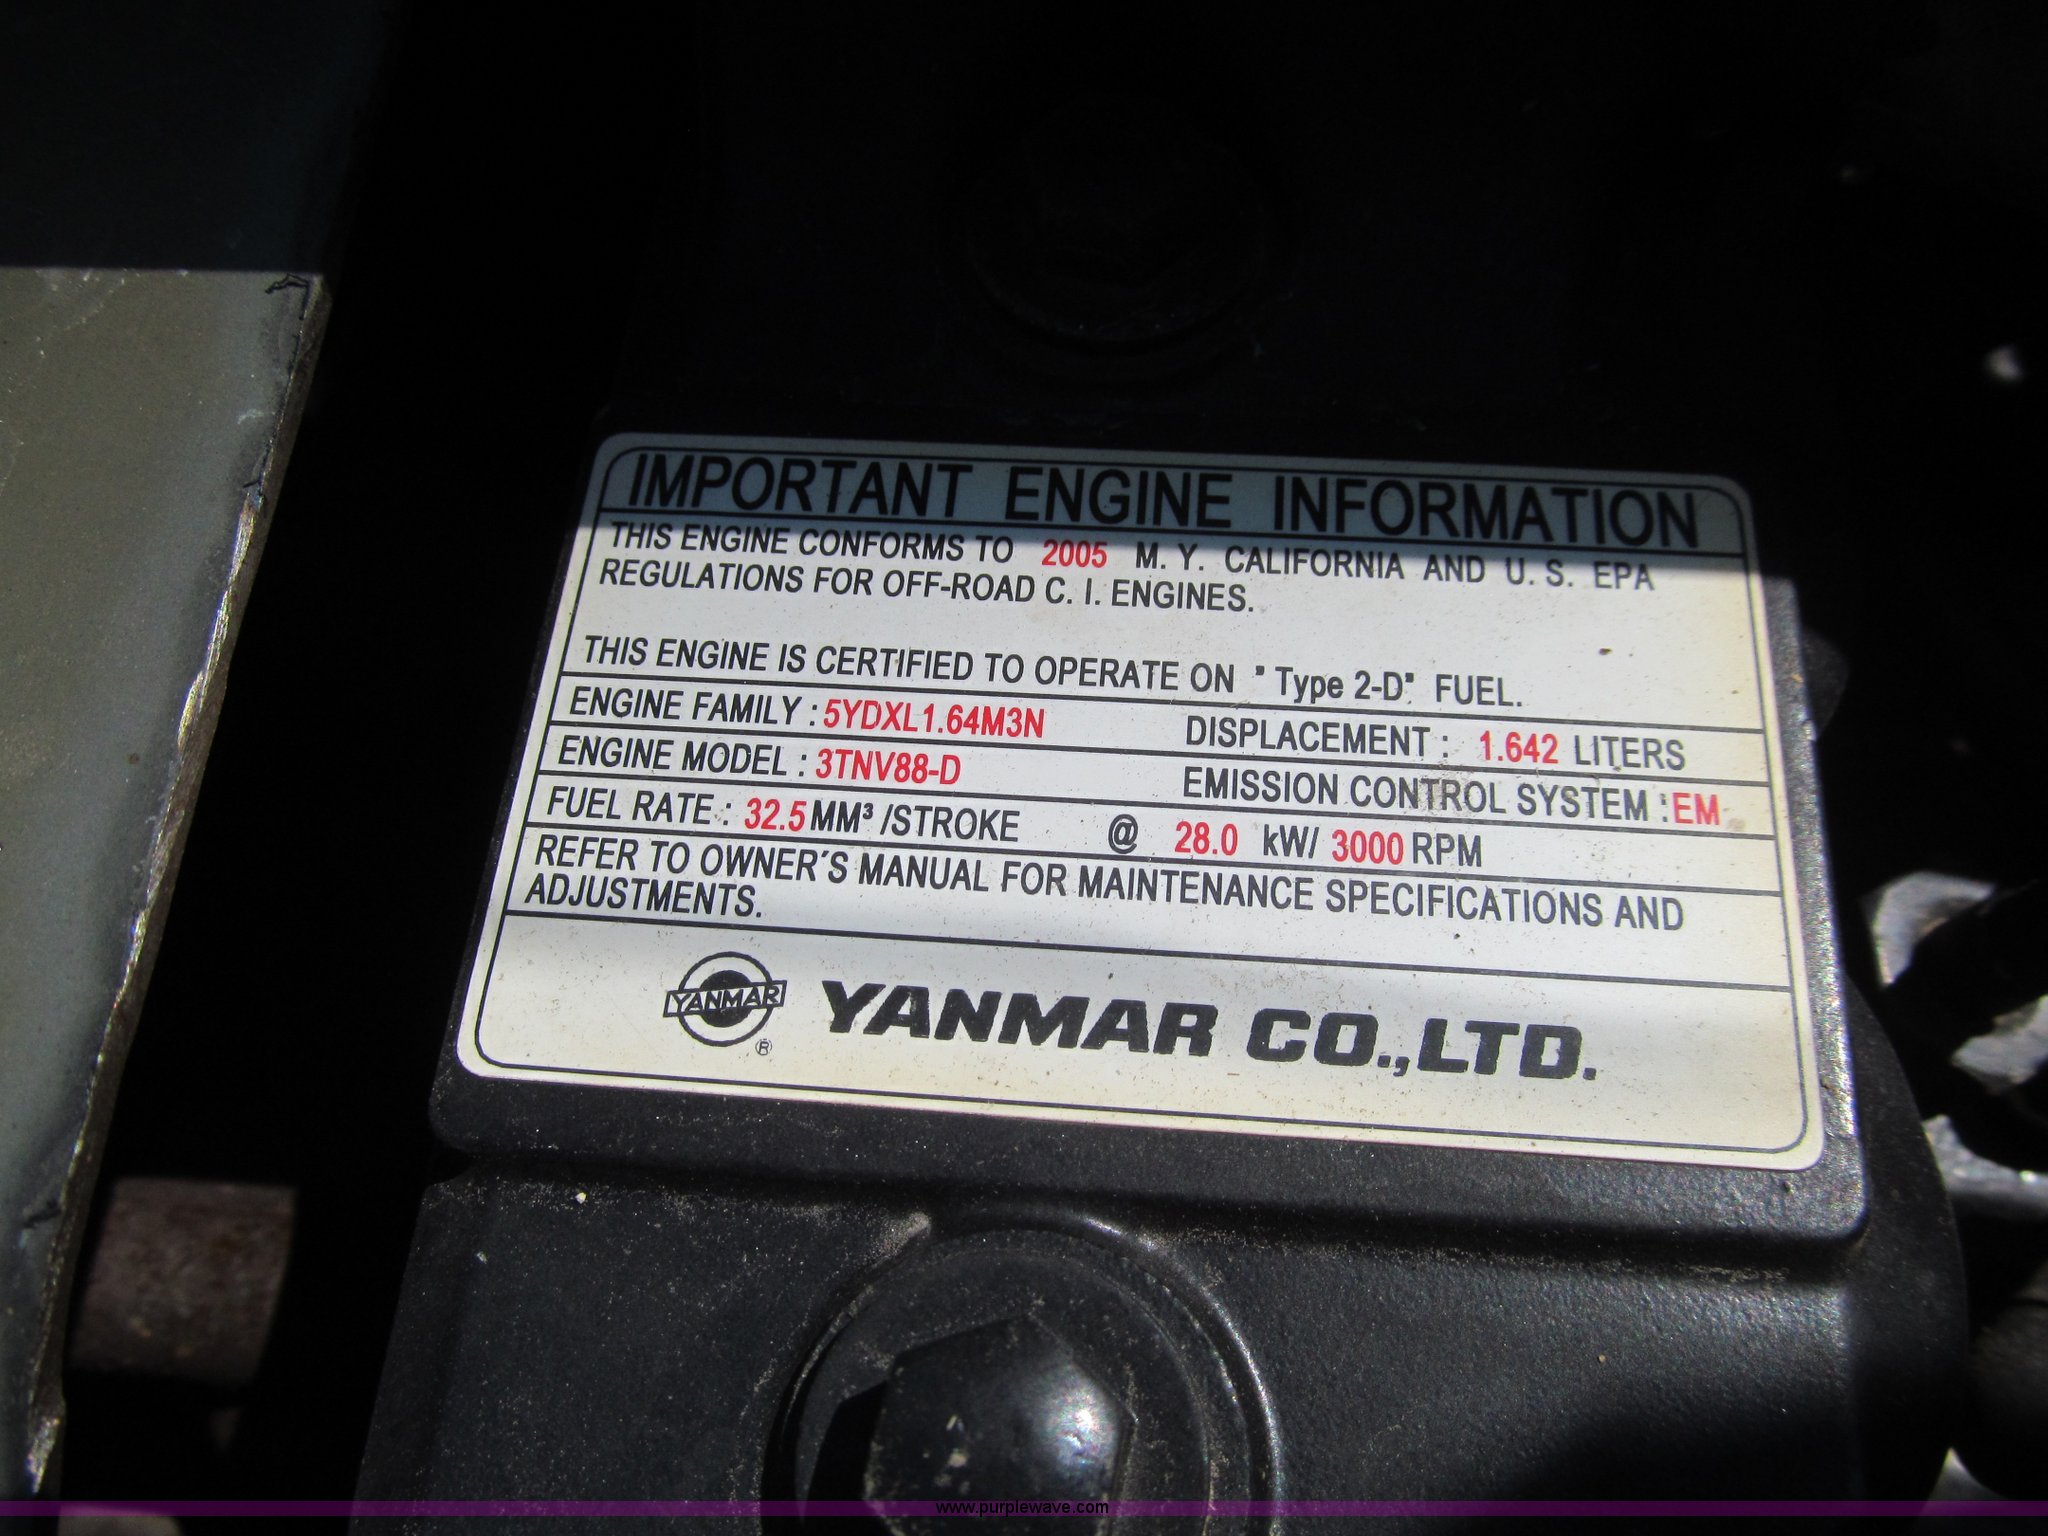 IMPORTANT ENGINE INFORMATION
THIS ENGINE CONFORMS TO 2005 M. Y. CALIFORNIA AND U. S. EPA
REGULATIONS FOR OFF-ROAD C. I. ENGINES.
THIS ENGINE IS CERTIFIED TO OPERATE ON "Type 2-D" FUEL.
ENGINE FAMILY : 5YDXL1.64M3N DISPLACEMENT : 1.642 LITERS
ENGINE MODEL : 3TNV88-D EMISSION CONTROL SYSTEM : EM
FUEL RATE : 32.5 MM³ /STROKE @ 28.0 kW/ 3000 RPM
REFER TO OWNER´S MANUAL FOR MAINTENANCE SPECIFICATIONS AND
ADJUSTMENTS.
YANMAR ® YANMAR CO.,LTD.
www.purplewave.com